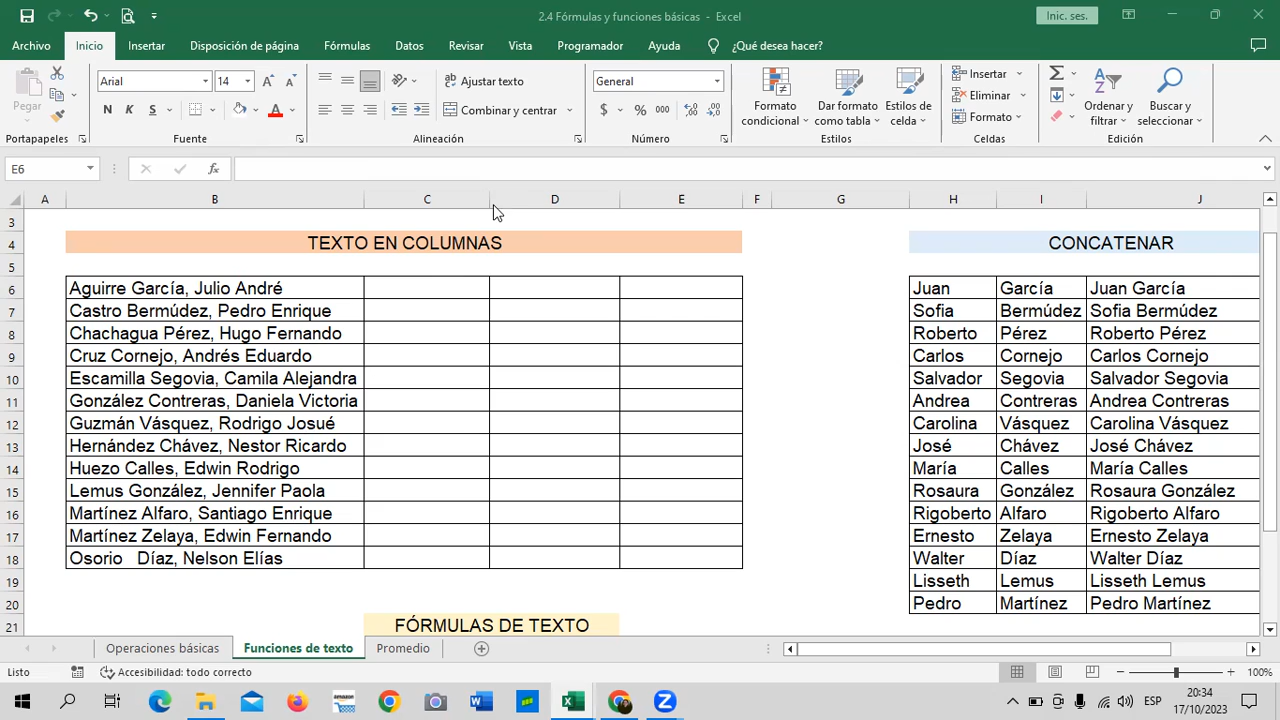 2.4 Fórmulas y funciones básicas - Excel
Inic. ses.
Archivo Inicio Insertar Disposición de página Fórmulas Datos Revisar Vista Programador Ayuda ¿Qué desea hacer?
Pegar
Arial 14
Ajustar texto
General
Insertar
N K S
Combinar y centrar
$ % 000
Eliminar
Formato condicional
Dar formato como tabla
Estilos de celda
Formato
Ordenar y filtrar
Buscar y seleccionar
Portapapeles Fuente Alineación Número Estilos Celdas Edición
E6 fx
A B C D E F G H I J
3
4 TEXTO EN COLUMNAS CONCATENAR
5
6 Aguirre García, Julio André Juan García Juan García
7 Castro Bermúdez, Pedro Enrique Sofia Bermúdez Sofia Bermúdez
8 Chachagua Pérez, Hugo Fernando Roberto Pérez Roberto Pérez
9 Cruz Cornejo, Andrés Eduardo Carlos Cornejo Carlos Cornejo
10 Escamilla Segovia, Camila Alejandra Salvador Segovia Salvador Segovia
11 González Contreras, Daniela Victoria Andrea Contreras Andrea Contreras
12 Guzmán Vásquez, Rodrigo Josué Carolina Vásquez Carolina Vásquez
13 Hernández Chávez, Nestor Ricardo José Chávez José Chávez
14 Huezo Calles, Edwin Rodrigo María Calles María Calles
15 Lemus González, Jennifer Paola Rosaura González Rosaura González
16 Martínez Alfaro, Santiago Enrique Rigoberto Alfaro Rigoberto Alfaro
17 Martínez Zelaya, Edwin Fernando Ernesto Zelaya Ernesto Zelaya
18 Osorio   Díaz, Nelson Elías Walter Díaz Walter Díaz
19 Lisseth Lemus Lisseth Lemus
20 Pedro Martínez Pedro Martínez
21 FÓRMULAS DE TEXTO
Operaciones básicas Funciones de texto Promedio
Listo Accesibilidad: todo correcto 100%
ESP
20:34
17/10/2023